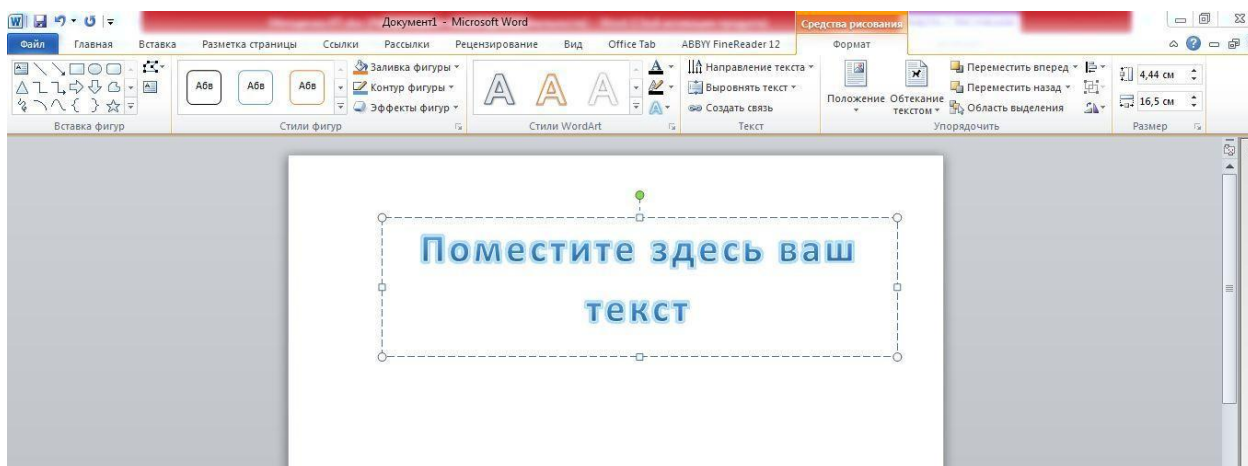 Документ1 - Microsoft Word
Средства рисования
Файл Главная Вставка Разметка страницы Ссылки Рассылки Рецензирование Вид Office Tab ABBYY FineReader 12 Формат
Абв Абв Абв
Заливка фигуры
Контур фигуры
Эффекты фигур
Направление текста
Выровнять текст
Создать связь
Положение
Обтекание
текстом
Переместить вперед
Переместить назад
Область выделения
4,44 см
16,5 см
Вставка фигур Стили фигур Стили WordArt Текст Упорядочить Размер
Поместите здесь ваш
текст